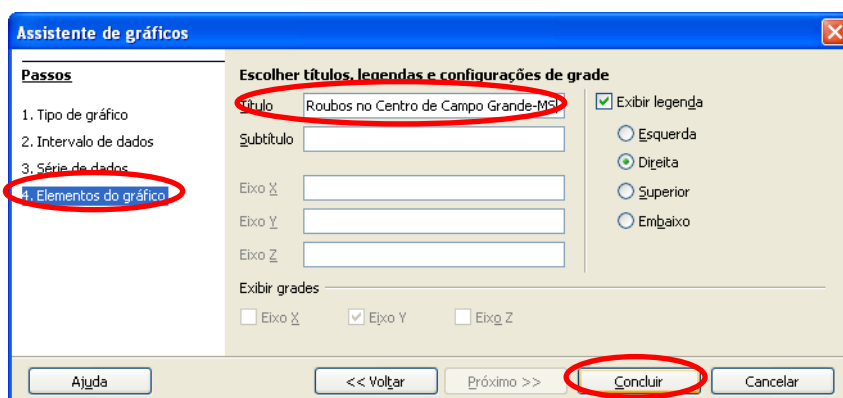 Assistente de gráficos
Passos
1. Tipo de gráfico
2. Intervalo de dados
3. Série de dados
4. Elementos do gráfico
Escolher títulos, legendas e configurações de grade
Título Roubos no Centro de Campo Grande-MS
Subtítulo
Eixo X
Eixo Y
Eixo Z
Exibir legenda
Esquerda
Direita
Superior
Embaixo
Exibir grades
Eixo X Eixo Y Eixo Z
Ajuda << Voltar Próximo >> Concluir Cancelar